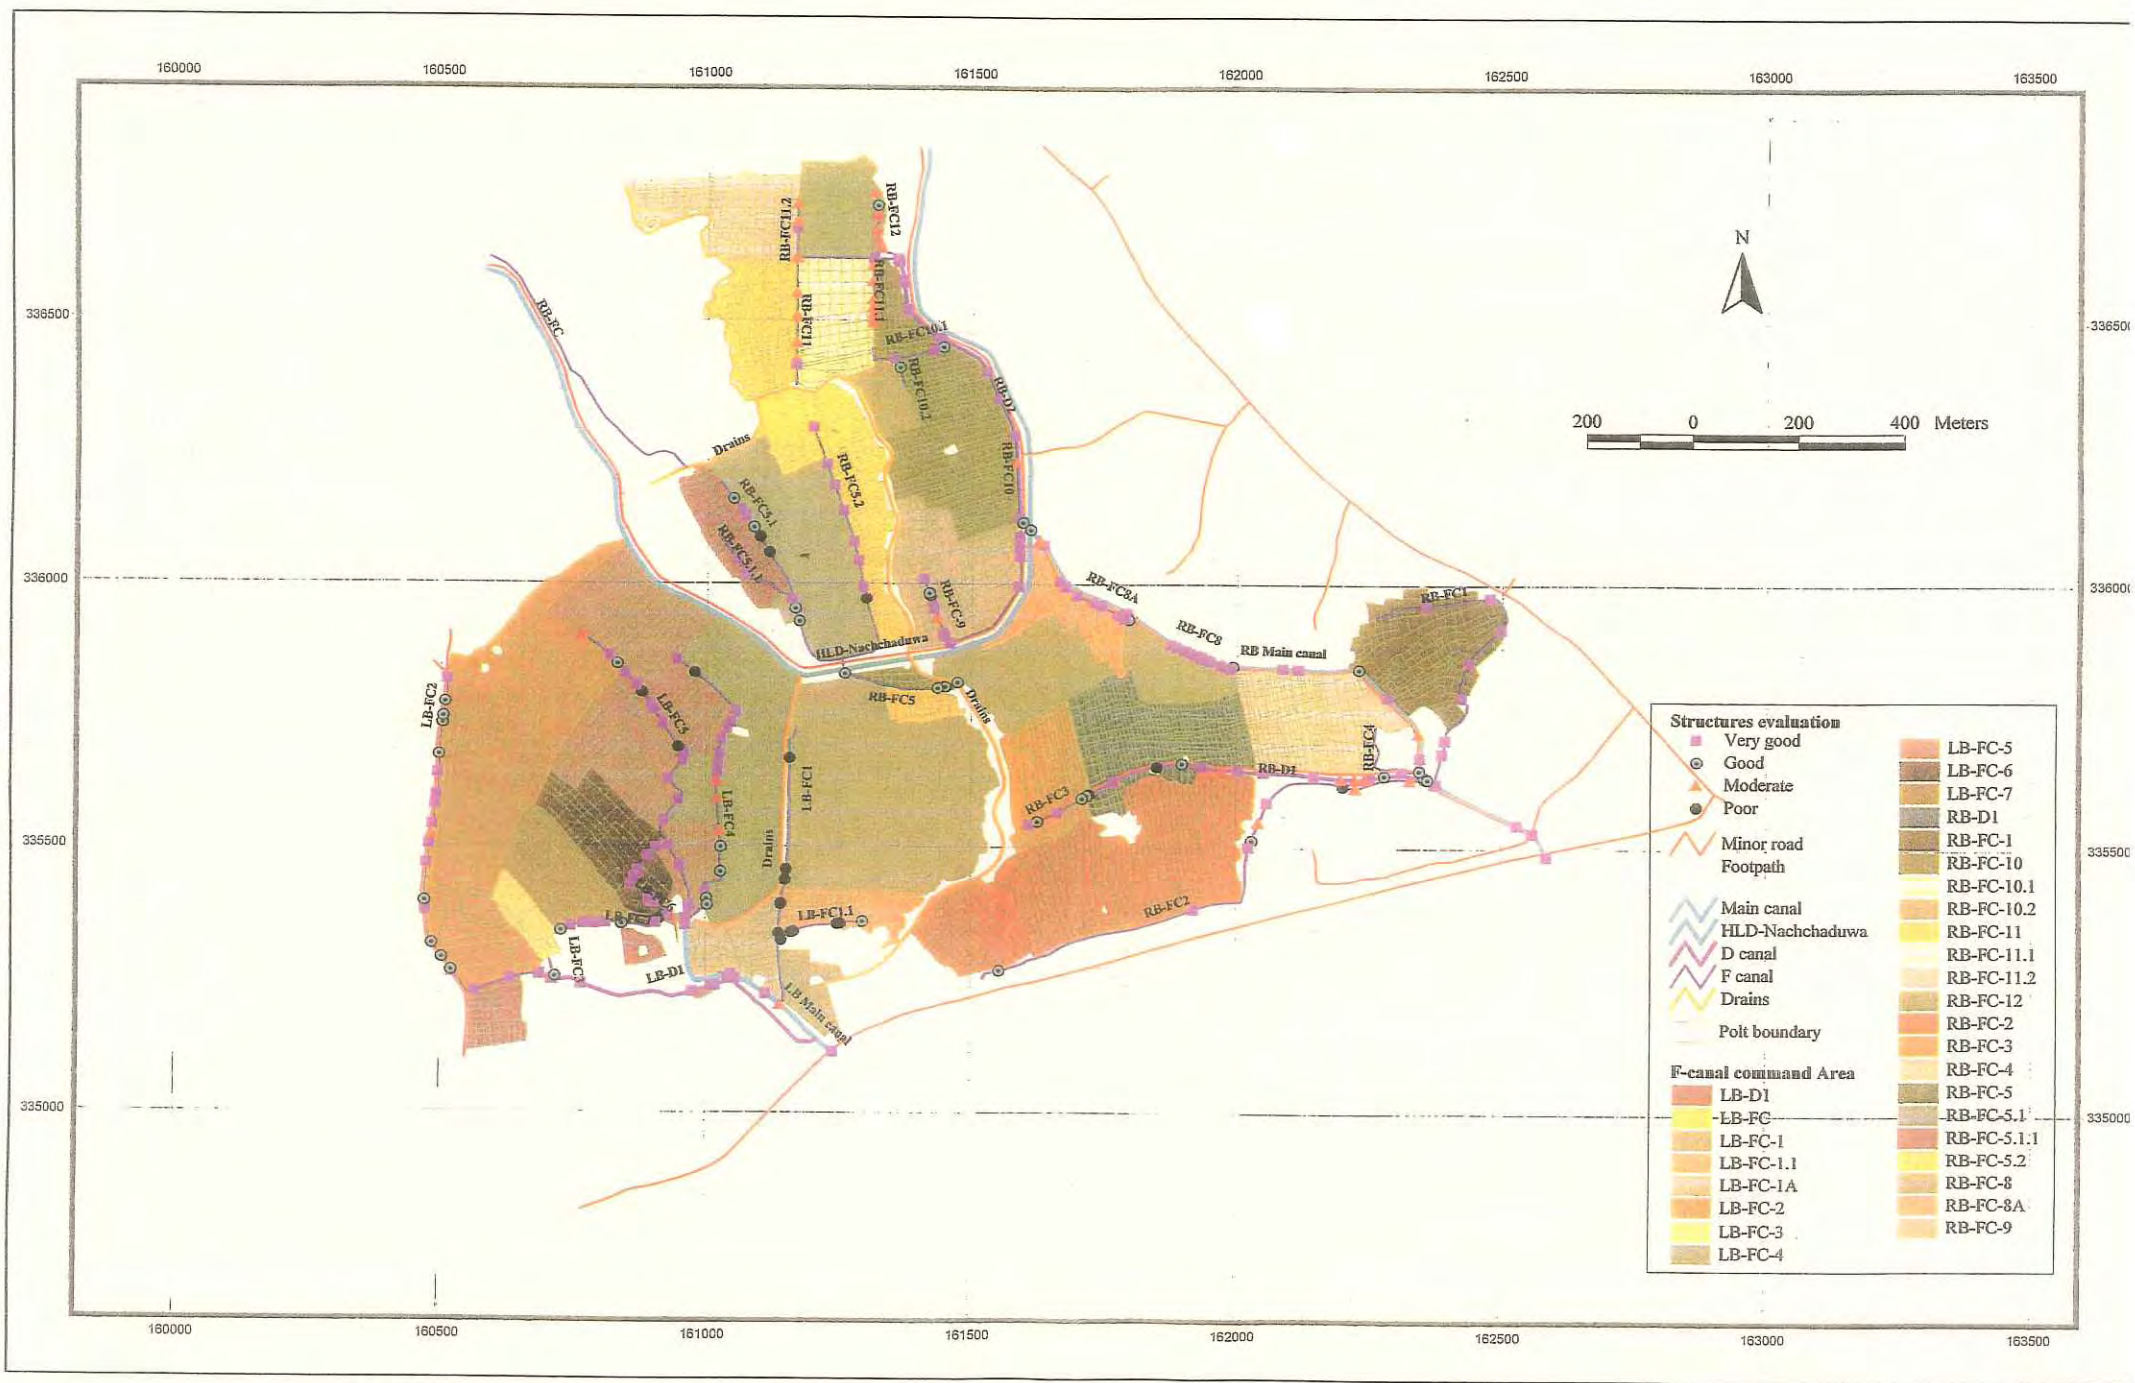 160000 160500 161000 161500 162000 162500 163000 163500
N
336500
336000
335500
335000
200 0 200 400 Meters
RB-FC11.2
RB-FC12
RB-FC
RB-FC11
RB-FC11.1
RB-FC10.1
RB-FC10.2
RB-D2
RB-FC10
Drains
RB-FC5.2
RB-FC5.1
RB-FC5.1.1
RB-FC-9
RB-FC8A
RB-FC8
RB Main canal
RB-FC1
HLD-Nachchaduwa
RB-FC5
Drains
LB-FC2
LB-FC5
LB-FC4
LB-FC1
Drains
RB-FC4
RB-D1
RB-FC3
RB-FC2
LB-FC1.1
LB-FC3
LB-D1
LB Main canal
Structures evaluation
Very good
Good
Moderate
Poor
Minor road
Footpath
Main canal
HLD-Nachchaduwa
D canal
F canal
Drains
Polt boundary
F-canal command Area
LB-D1
LB-FC
LB-FC-1
LB-FC-1.1
LB-FC-1A
LB-FC-2
LB-FC-3
LB-FC-4
LB-FC-5
LB-FC-6
LB-FC-7
RB-D1
RB-FC-1
RB-FC-10
RB-FC-10.1
RB-FC-10.2
RB-FC-11
RB-FC-11.1
RB-FC-11.2
RB-FC-12
RB-FC-2
RB-FC-3
RB-FC-4
RB-FC-5
RB-FC-5.1
RB-FC-5.1.1
RB-FC-5.2
RB-FC-8
RB-FC-8A
RB-FC-9
336000
335500
335000
160000 160500 161000 161500 162000 162500 163000 163500